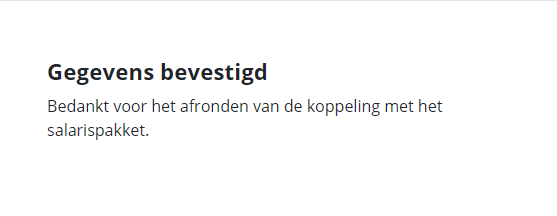 Gegevens bevestigd
Bedankt voor het afronden van de koppeling met het
salarispakket.